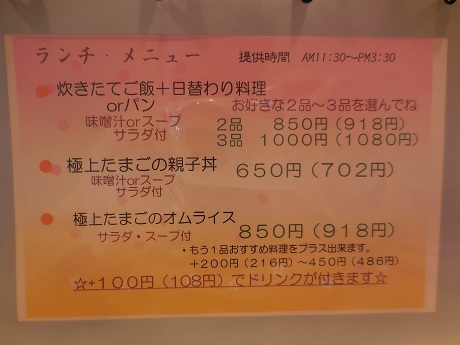 ランチ・メニュー　提供時間　AM11:30～PM3:30
炊きたてご飯＋日替わり料理
orパン　お好きな2品～3品を選んでね
味噌汁orスープ　2品　850円（918円）
サラダ付　3品　1000円（1080円）
極上たまごの親子丼　650円（702円）
味噌汁orスープ
サラダ付
極上たまごのオムライス　850円（918円）
サラダ・スープ付
・もう1品おすすめ料理をプラス出来ます。
+200円（216円）～450円（486円）
☆+100円（108円）でドリンクが付きます☆